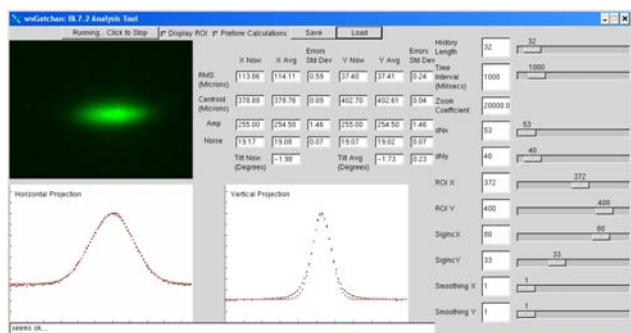 wxGatchan: BL7.2 Analysis Tool
Running... Click to Stop Display ROI Preform Calculations Save Load
X Now X Avg Errors Std Dev Y Now Y Avg Errors Std Dev
RMS (Microns) 113.86 114.11 0.59 37.40 37.41 0.24
Centroid (Microns) 378.88 378.76 0.09 402.70 402.61 0.04
Amp 255.00 254.50 1.46 255.00 254.50 1.46
Noise 19.17 19.08 0.07 19.07 19.02 0.07
Tilt Now (Degrees) -1.98 Tilt Avg (Degrees) -1.73 0.23
Horizontal Projection
Vertical Projection
History Length 32 32
Time Interval (Millisecs) 1000 1000
Zoom Coefficient 20000.0
dNx 53 53
dNy 40 40
ROI X 372 372
ROI Y 400 400
SigIncX 80 80
SigIncY 33 33
Smoothing X 1 1
Smoothing Y 1 1
seems ok...